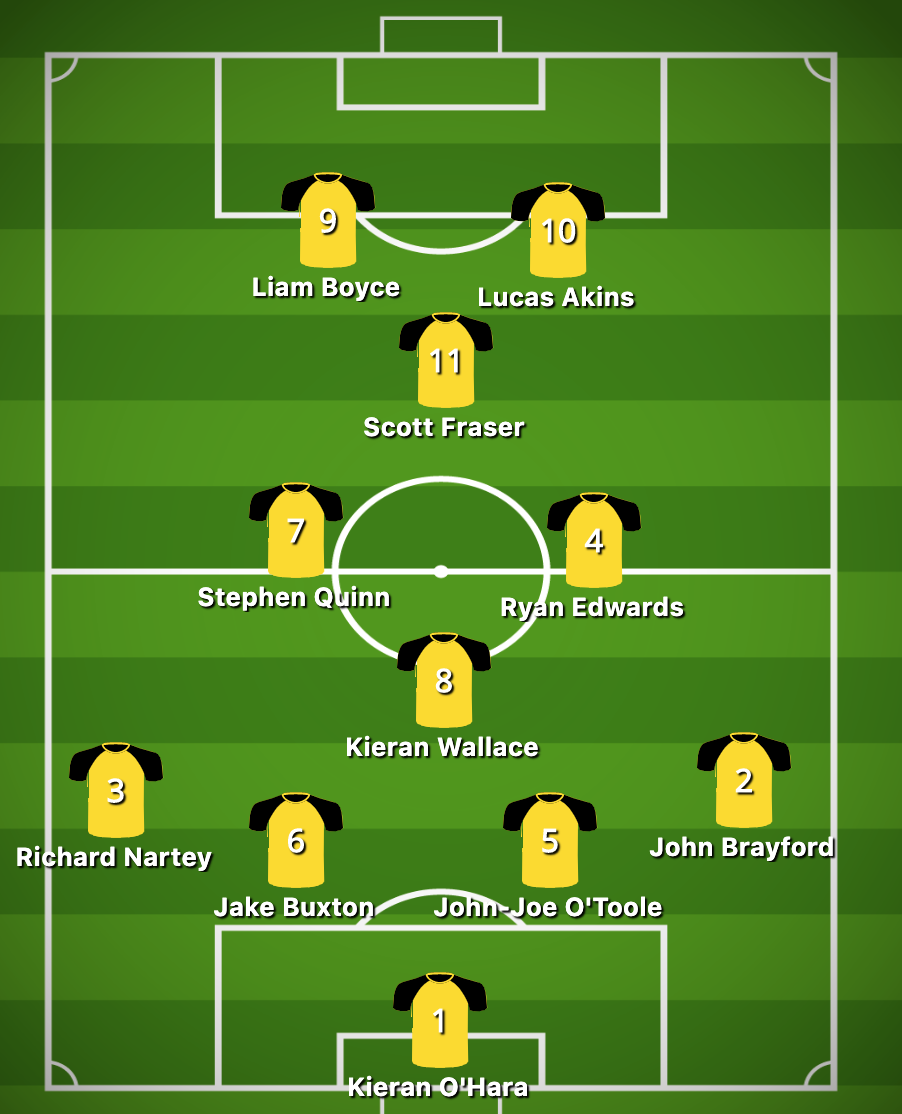 9
Liam Boyce
10
Lucas Akins
11
Scott Fraser
7
Stephen Quinn
4
Ryan Edwards
8
Kieran Wallace
3
Richard Nartey
2
John Brayford
6
Jake Buxton
5
John-Joe O'Toole
1
Kieran O'Hara